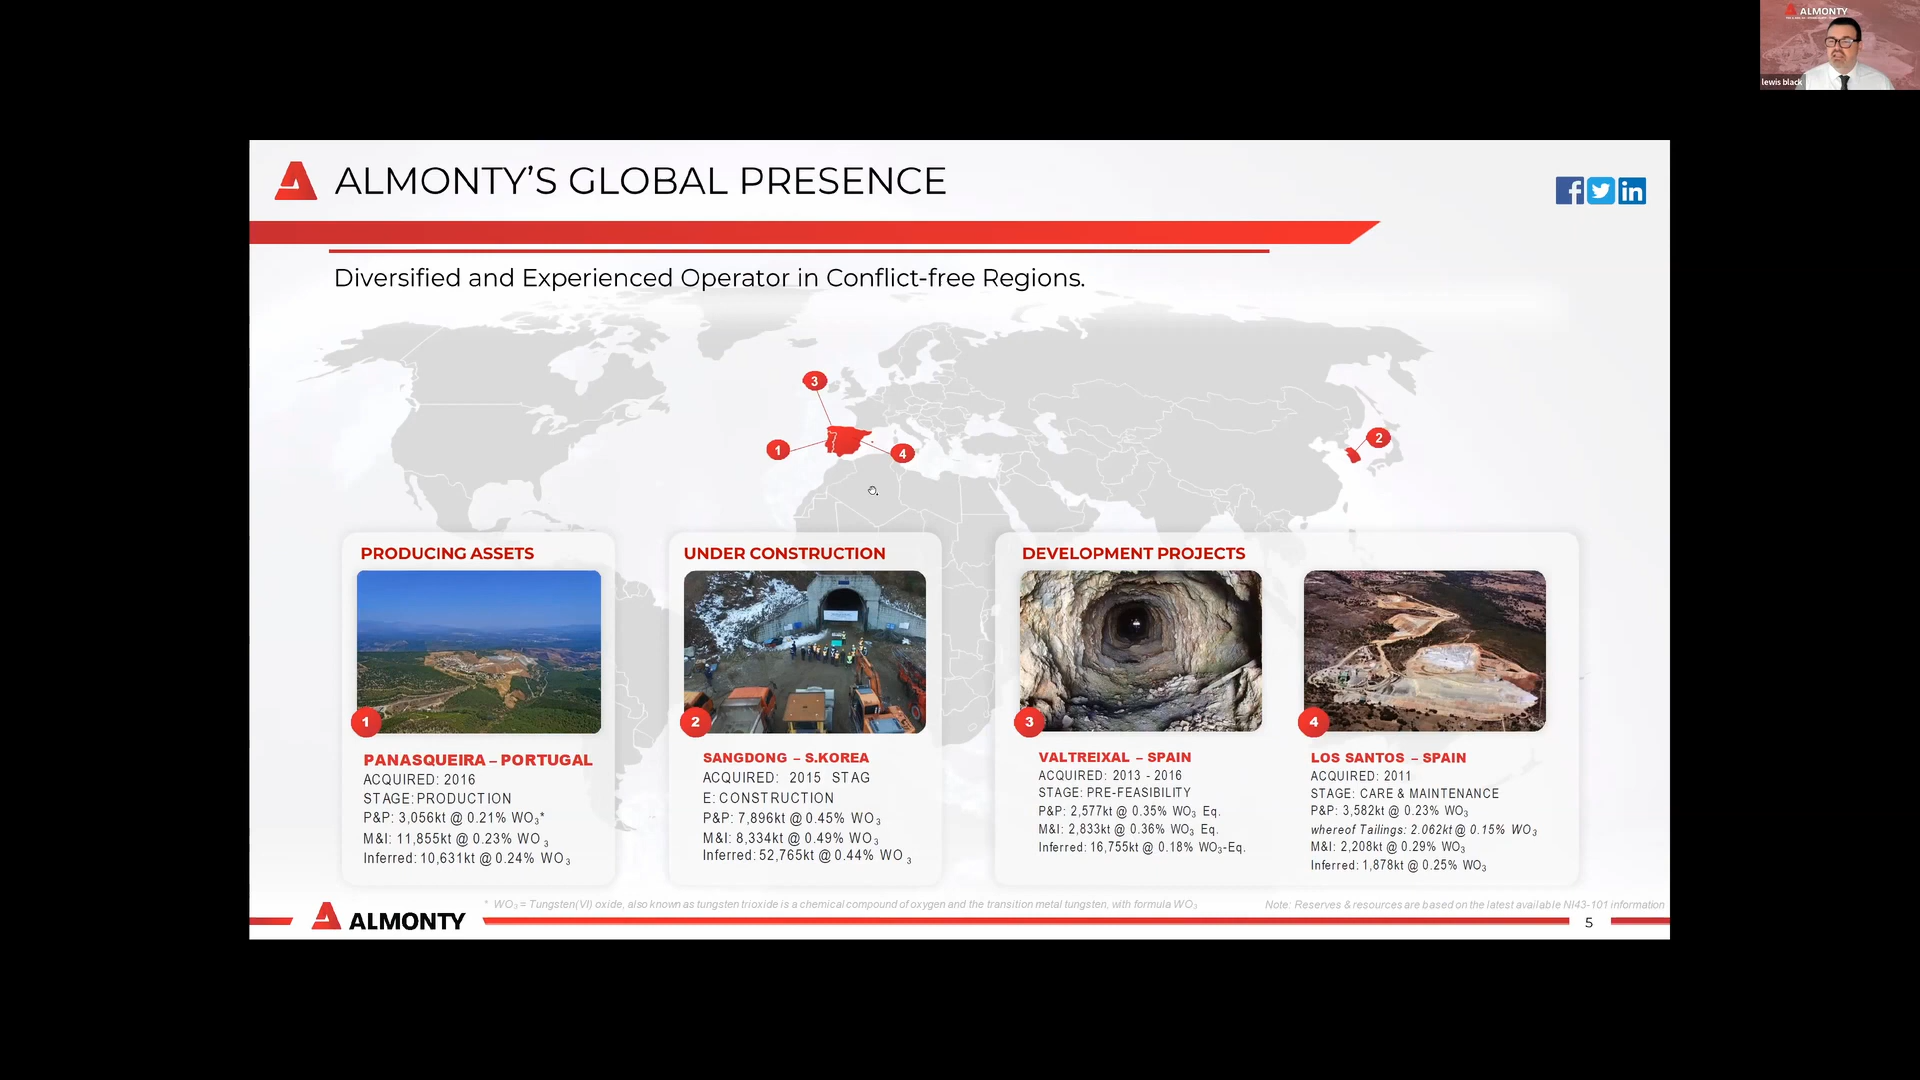 ALMONTY
lewis black
ALMONTY’S GLOBAL PRESENCE
Diversified and Experienced Operator in Conflict-free Regions.
3
1
4
2
PRODUCING ASSETS
1
PANASQUEIRA – PORTUGAL
ACQUIRED: 2016
STAGE: PRODUCTION
P&P: 3,056kt @ 0.21% WO₃*
M&I: 11,855kt @ 0.23% WO₃
Inferred: 10,631kt @ 0.24% WO₃
UNDER CONSTRUCTION
2
SANGDONG – S.KOREA
ACQUIRED: 2015 STAG
E: CONSTRUCTION
P&P: 7,896kt @ 0.45% WO₃
M&I: 8,334kt @ 0.49% WO₃
Inferred: 52,765kt @ 0.44% WO₃
DEVELOPMENT PROJECTS
3
VALTREIXAL – SPAIN
ACQUIRED: 2013 - 2016
STAGE: PRE-FEASIBILITY
P&P: 2,577kt @ 0.35% WO₃ Eq.
M&I: 2,833kt @ 0.36% WO₃ Eq.
Inferred: 16,755kt @ 0.18% WO₃-Eq.
4
LOS SANTOS – SPAIN
ACQUIRED: 2011
STAGE: CARE & MAINTENANCE
P&P: 3,582kt @ 0.23% WO₃
whereof Tailings: 2.062kt @ 0.15% WO₃
M&I: 2,208kt @ 0.29% WO₃
Inferred: 1,878kt @ 0.25% WO₃
* WO₃ = Tungsten(VI) oxide, also known as tungsten trioxide is a chemical compound of oxygen and the transition metal tungsten, with formula WO₃
Note: Reserves & resources are based on the latest available NI43-101 information
ALMONTY
5